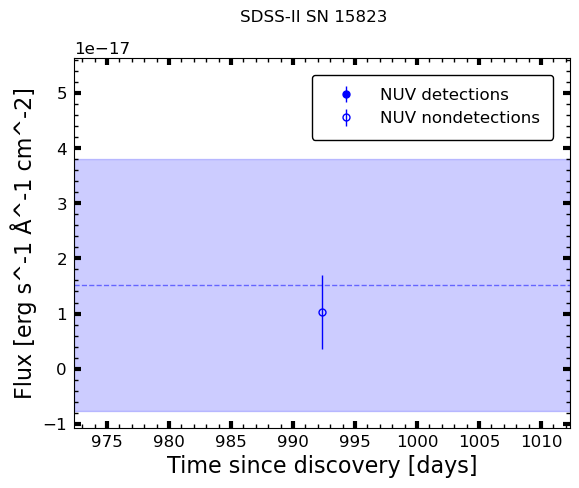 SDSS-II SN 15823
1e−17
NUV detections
NUV nondetections
5
4
3
2
1
0
−1
Flux [erg s^-1 Å^-1 cm^-2]
975 980 985 990 995 1000 1005 1010
Time since discovery [days]